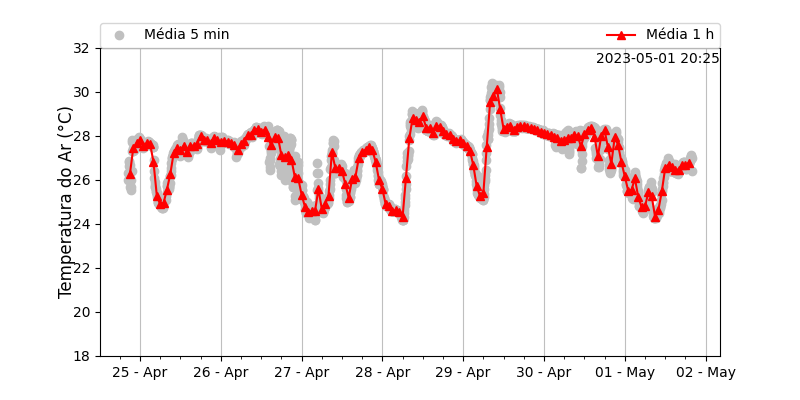 Média 5 min
Média 1 h
2023-05-01 20:25
Temperatura do Ar (°C)
32
30
28
26
24
22
20
18
25 - Apr
26 - Apr
27 - Apr
28 - Apr
29 - Apr
30 - Apr
01 - May
02 - May